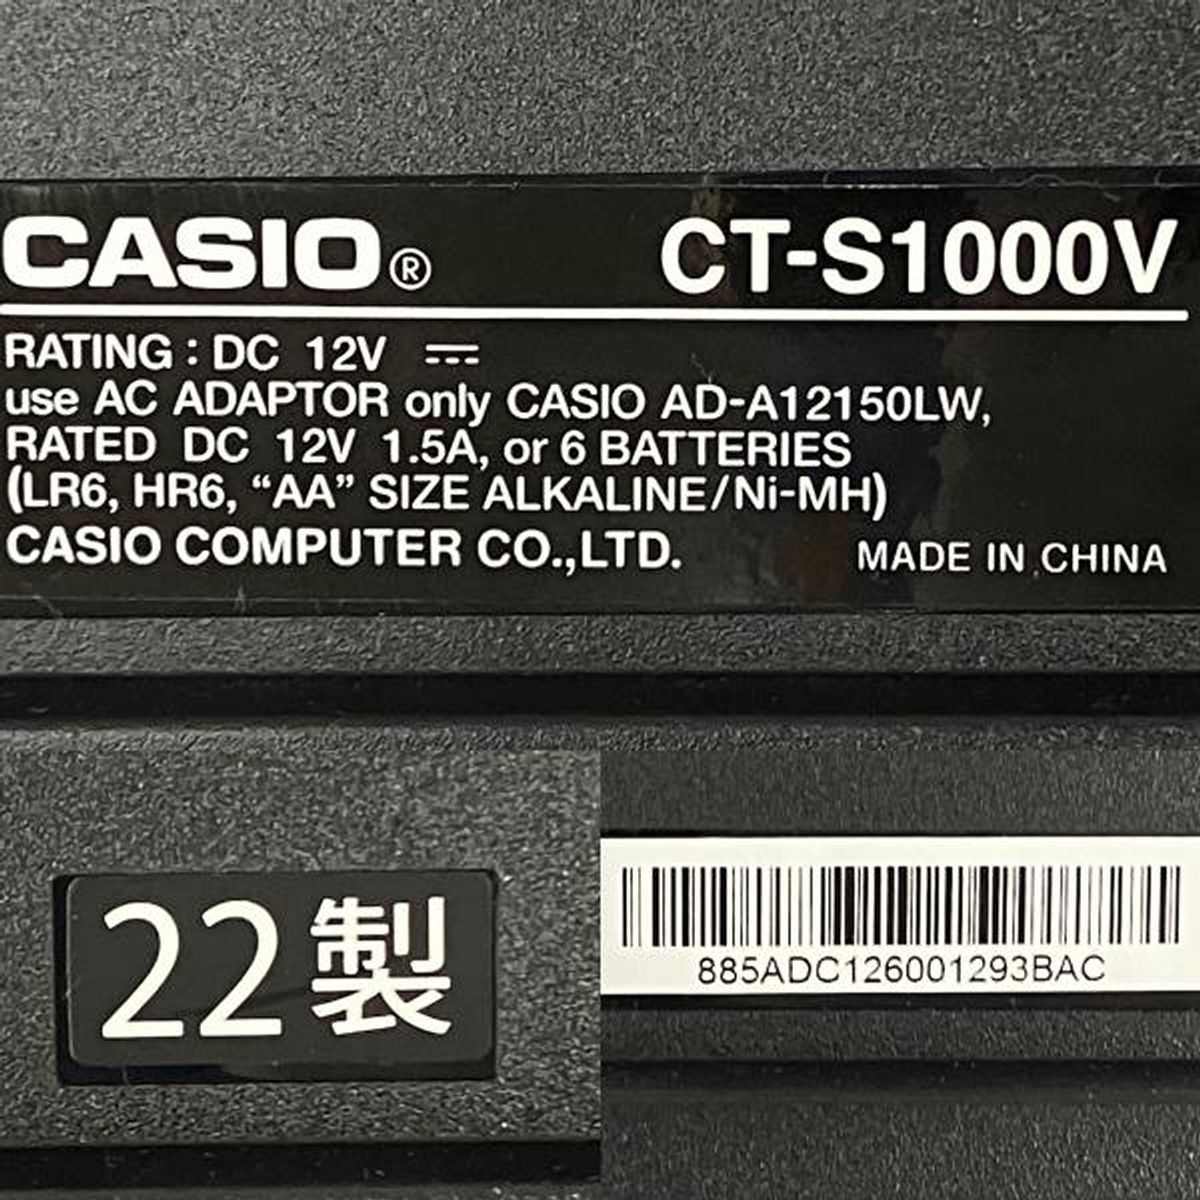 CASIO® CT-S1000V
RATING : DC 12V ⎓
use AC ADAPTOR only CASIO AD-A12150LW,
RATED DC 12V 1.5A, or 6 BATTERIES
(LR6, HR6, “AA” SIZE ALKALINE/Ni-MH)
CASIO COMPUTER CO.,LTD. MADE IN CHINA
22製
885ADC126001293BAC